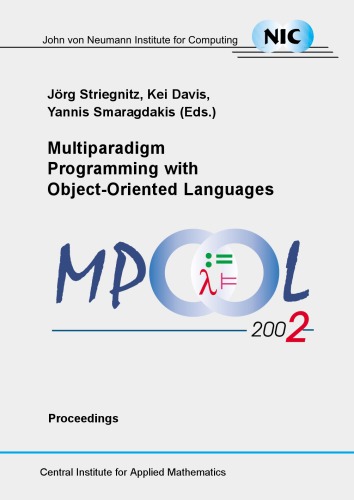 John von Neumann Institute for Computing
NIC
Jörg Striegnitz, Kei Davis,
Yannis Smaragdakis (Eds.)
Multiparadigm
Programming with
Object-Oriented Languages
MPOOL
:=
λ⊨
2002
Proceedings
Central Institute for Applied Mathematics